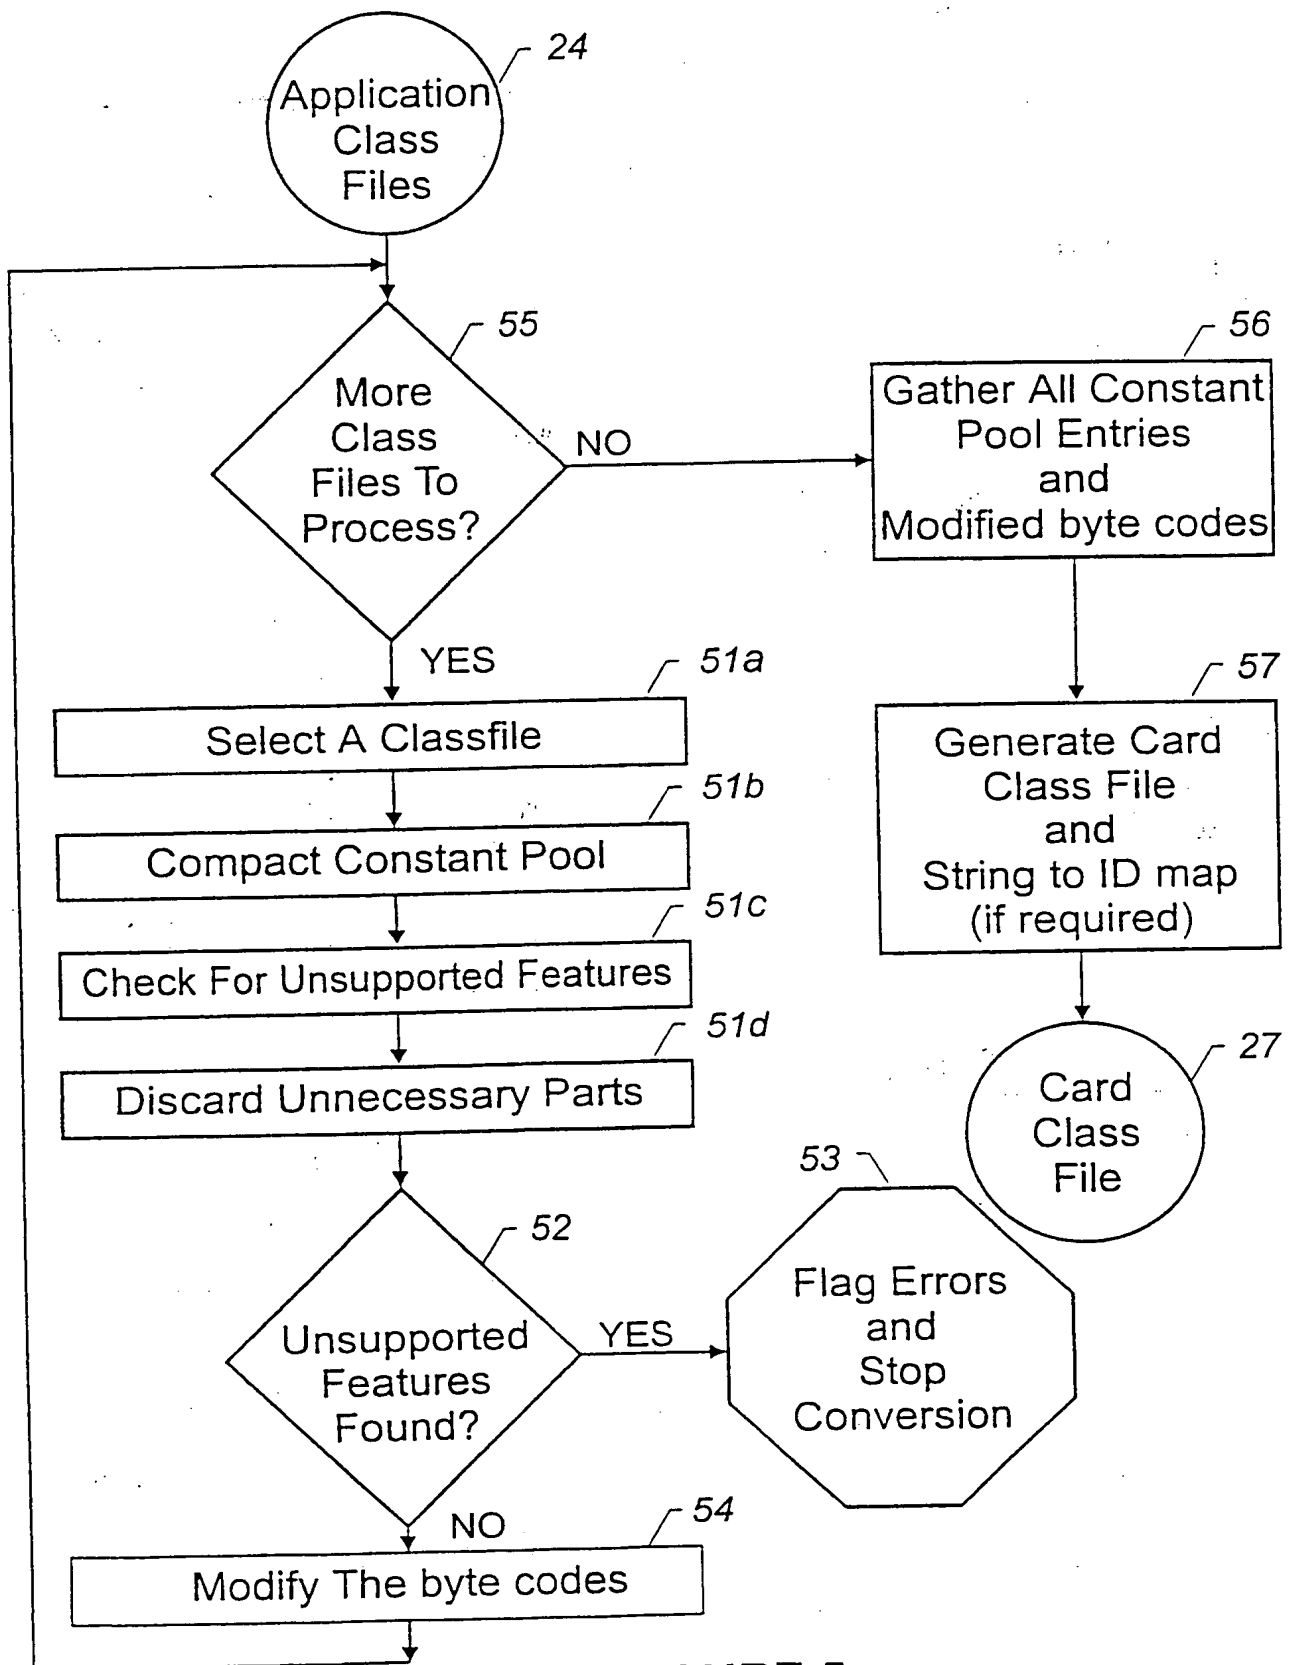 24
Application
Class
Files
55
More
Class
Files To
Process?
NO
YES
56
Gather All Constant
Pool Entries
and
Modified byte codes
51a
Select A Classfile
57
Generate Card
Class File
and
String to ID map
(if required)
51b
Compact Constant Pool
51c
Check For Unsupported Features
51d
Discard Unnecessary Parts
27
Card
Class
File
52
Unsupported
Features
Found?
YES
NO
53
Flag Errors
and
Stop
Conversion
54
Modify The byte codes